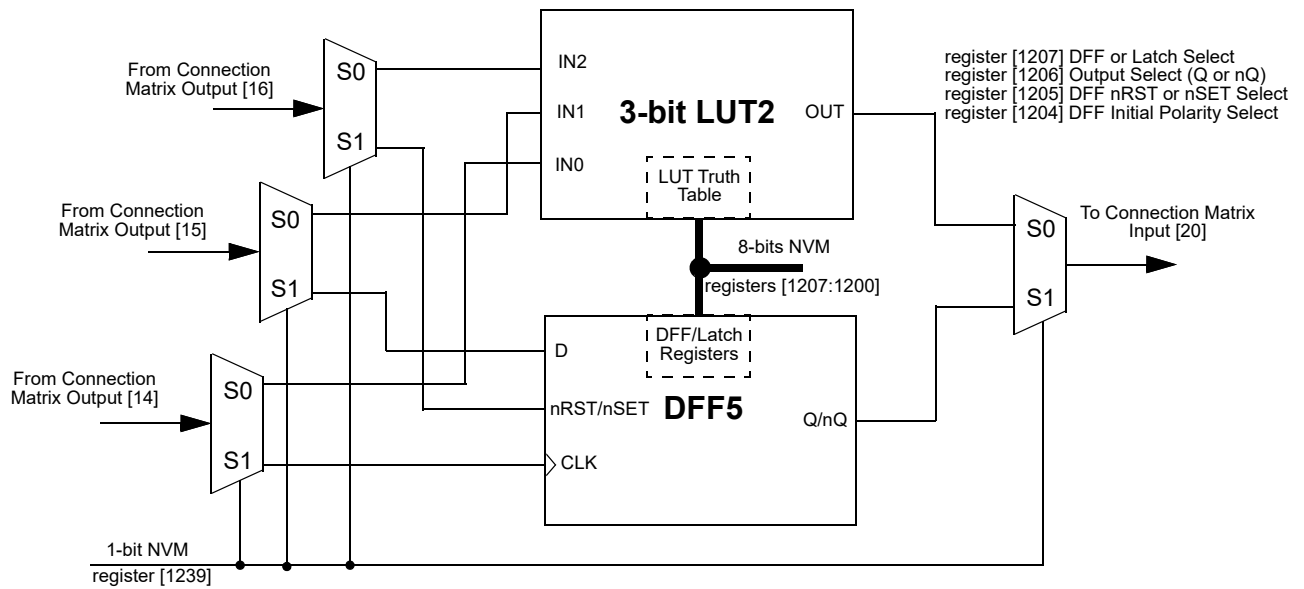 From Connection
Matrix Output [16]
S0
S1
IN2
IN1
IN0
3-bit LUT2
OUT
LUT Truth
Table
register [1207] DFF or Latch Select
register [1206] Output Select (Q or nQ)
register [1205] DFF nRST or nSET Select
register [1204] DFF Initial Polarity Select
From Connection
Matrix Output [15]
S0
S1
8-bits NVM
registers [1207:1200]
S0
S1
To Connection Matrix
Input [20]
From Connection
Matrix Output [14]
S0
S1
DFF/Latch
Registers
D
nRST/nSET
DFF5
CLK
Q/nQ
1-bit NVM
register [1239]